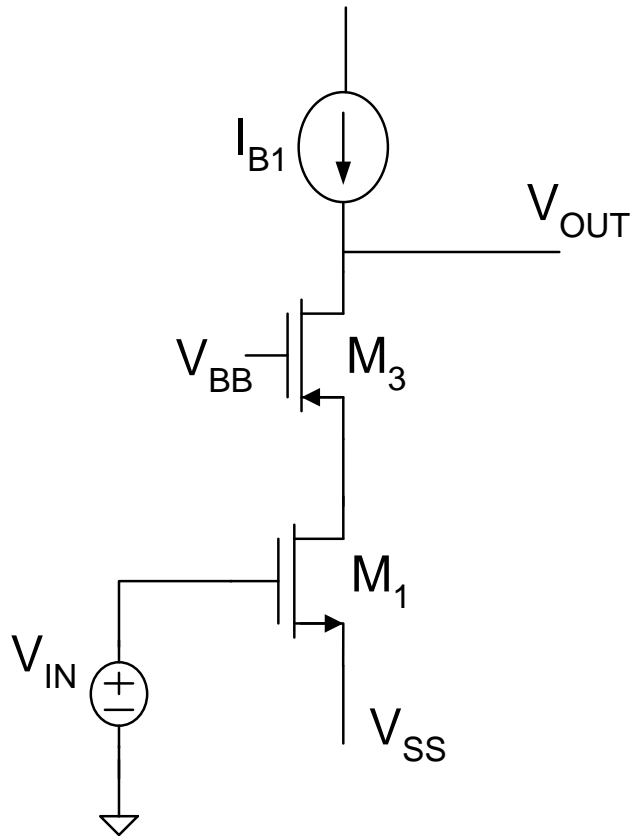 I_B1
V_OUT
V_BB
M_3
M_1
V_IN
+
−
V_SS